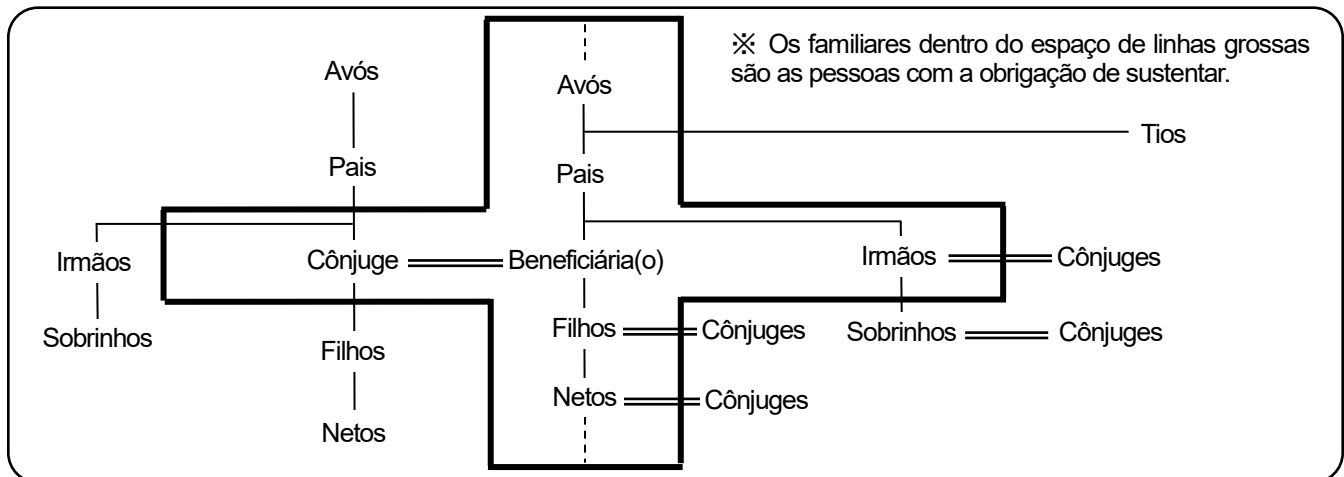 ※ Os familiares dentro do espaço de linhas grossas
são as pessoas com a obrigação de sustentar.
Avós
Avós
Tios
Pais
Pais
Irmãos
Cônjuge
Beneficiária(o)
Irmãos
Cônjuges
Sobrinhos
Filhos
Filhos
Cônjuges
Sobrinhos
Cônjuges
Netos
Netos
Cônjuges